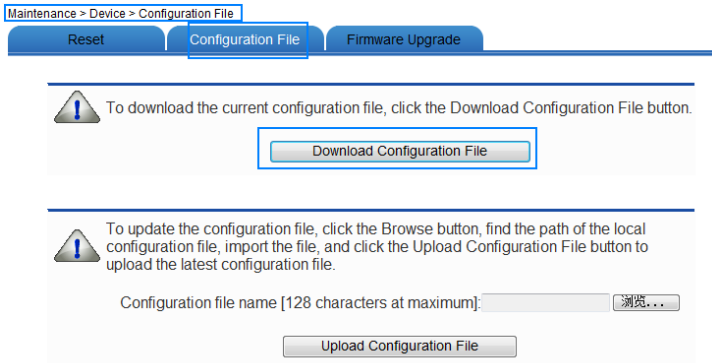 Maintenance > Device > Configuration File
Reset
Configuration File
Firmware Upgrade
To download the current configuration file, click the Download Configuration File button.
Download Configuration File
To update the configuration file, click the Browse button, find the path of the local
configuration file, import the file, and click the Upload Configuration File button to
upload the latest configuration file.
Configuration file name [128 characters at maximum]:
浏览...
Upload Configuration File